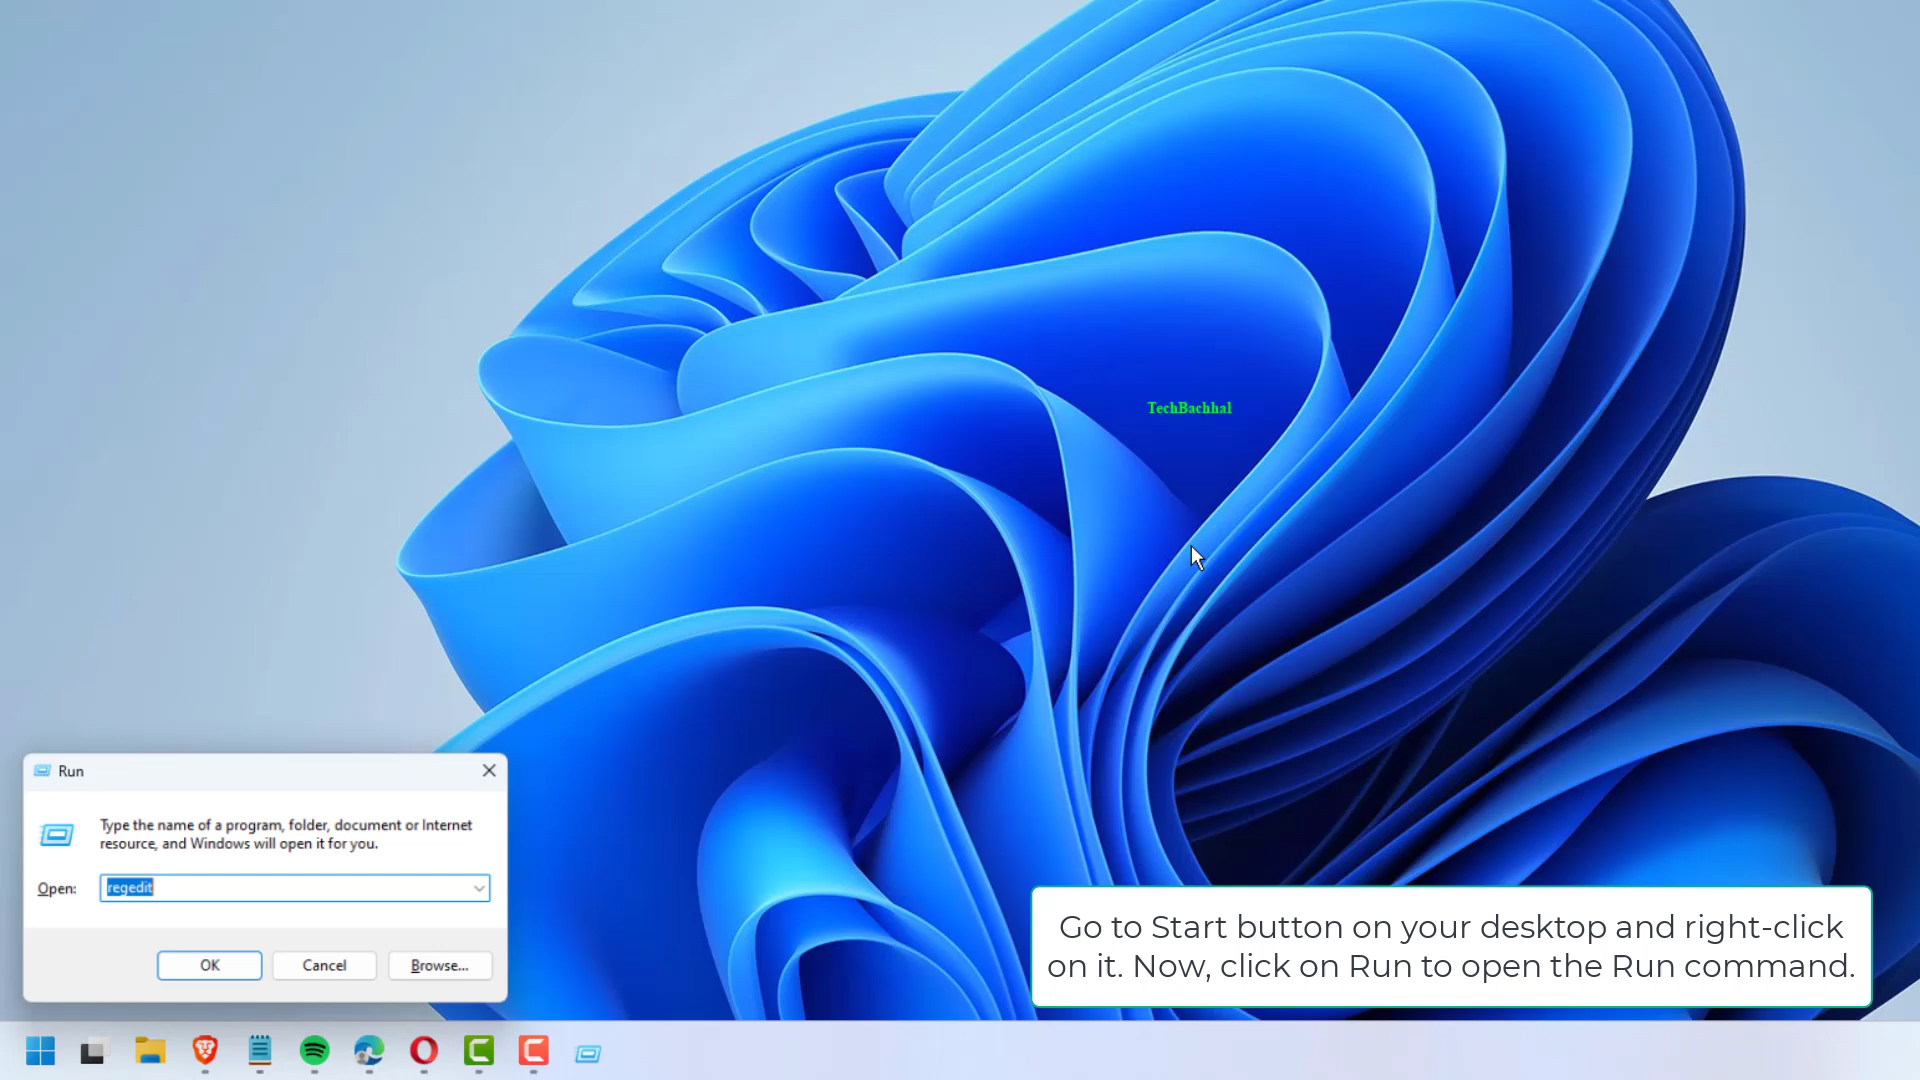 TechBachhal
Run
Type the name of a program, folder, document or Internet
resource, and Windows will open it for you.
Open: regedit
OK Cancel Browse...
Go to Start button on your desktop and right-click
on it. Now, click on Run to open the Run command.